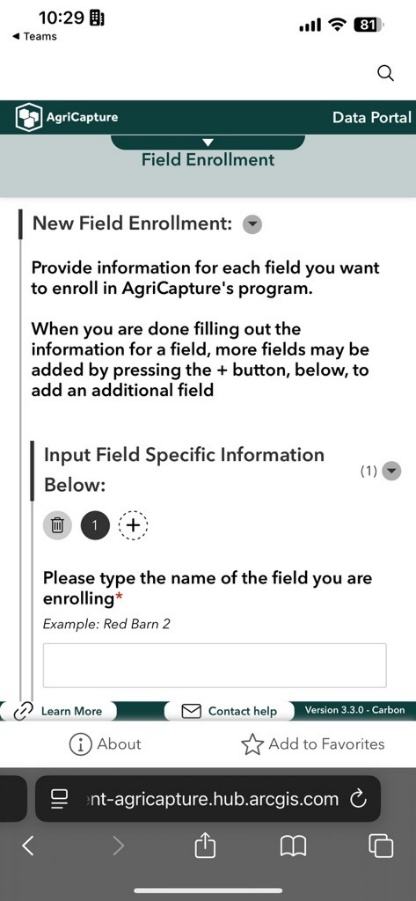 10:29
81
◄ Teams
AgriCapture
Data Portal
Field Enrollment
New Field Enrollment:
Provide information for each field you want
to enroll in AgriCapture's program.
When you are done filling out the
information for a field, more fields may be
added by pressing the + button, below, to
add an additional field
Input Field Specific Information
Below:
(1)
1
+
Please type the name of the field you are
enrolling*
Example: Red Barn 2
Learn More
Contact help
Version 3.3.0 - Carbon
About
Add to Favorites
nt-agricapture.hub.arcgis.com